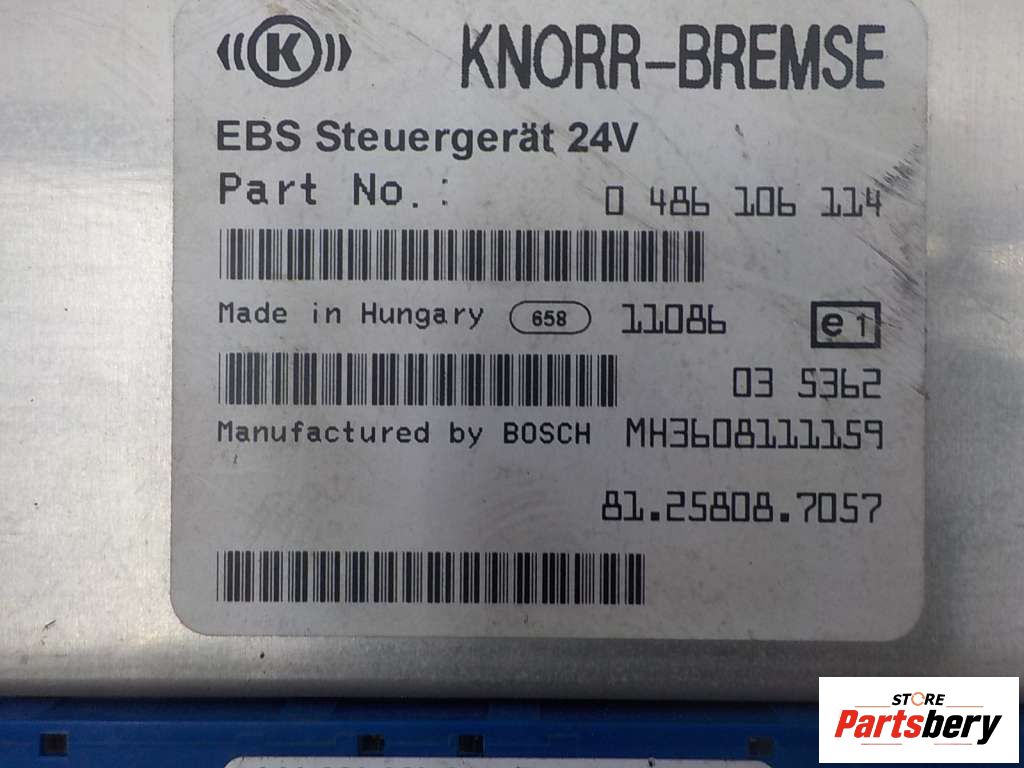 K KNORR-BREMSE
EBS Steuergerät 24V
Part No.: 0 486 106 114
Made in Hungary 658 11086 e1
03 5362
Manufactured by BOSCH MH3608111159
81.25808.7057
STORE
Partsbery